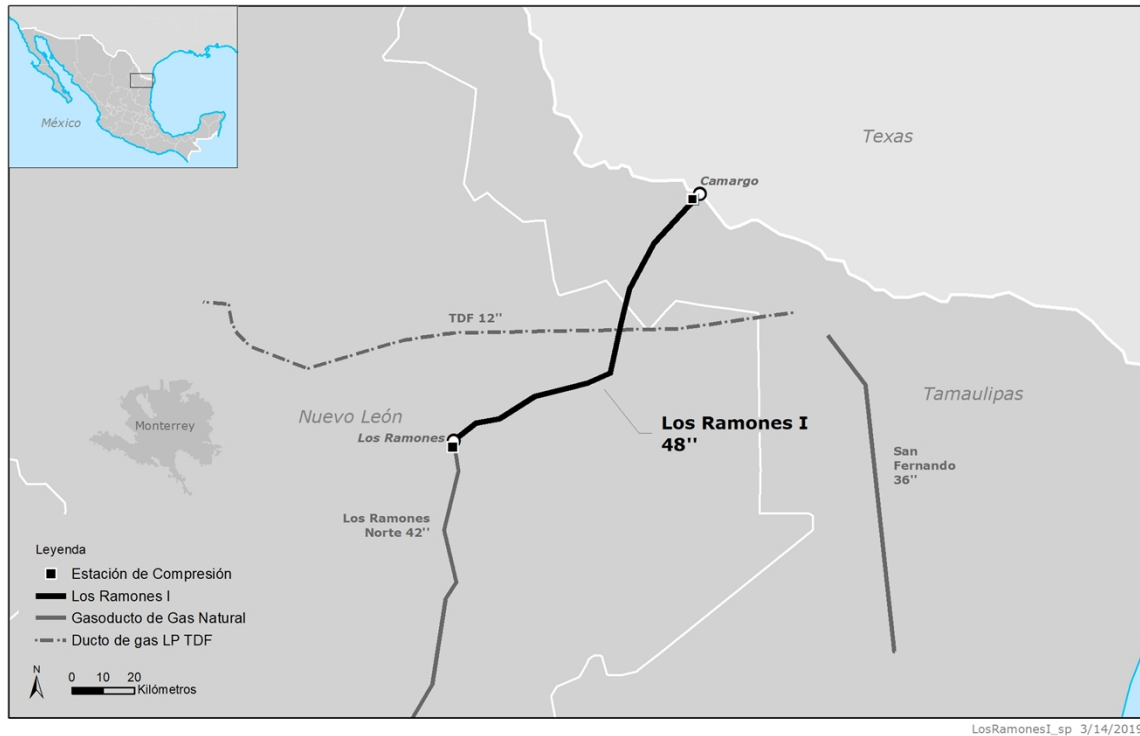 México
Texas
Camargo
TDF 12''
Nuevo León
Tamaulipas
Los Ramones I
48''
Monterrey
Los Ramones
San
Fernando
36''
Los Ramones
Norte 42''
Leyenda
Estación de Compresión
Los Ramones I
Gasoducto de Gas Natural
Ducto de gas LP TDF
N
0 10 20
Kilómetros
LosRamonesI_sp 3/14/2019